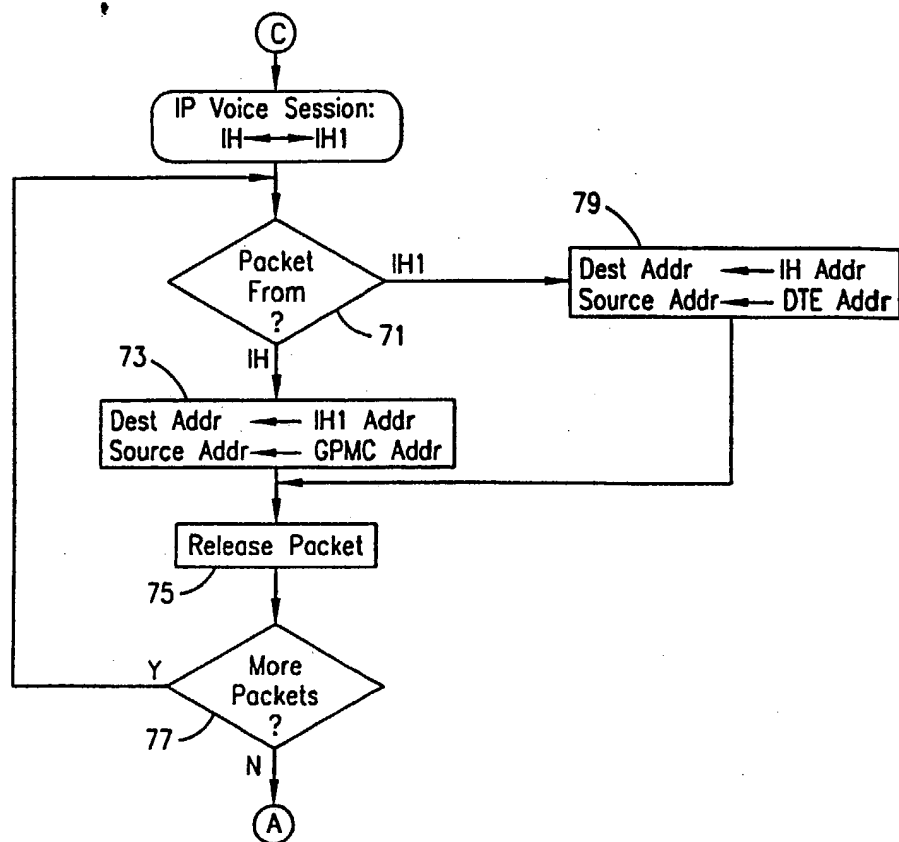 C
IP Voice Session:
IH ↔ IH1
Packet
From
?
IH1
71
IH
79
Dest Addr ← IH Addr
Source Addr ← DTE Addr
73
Dest Addr ← IH1 Addr
Source Addr ← GPMC Addr
Release Packet
75
More
Packets
?
Y
77
N
A